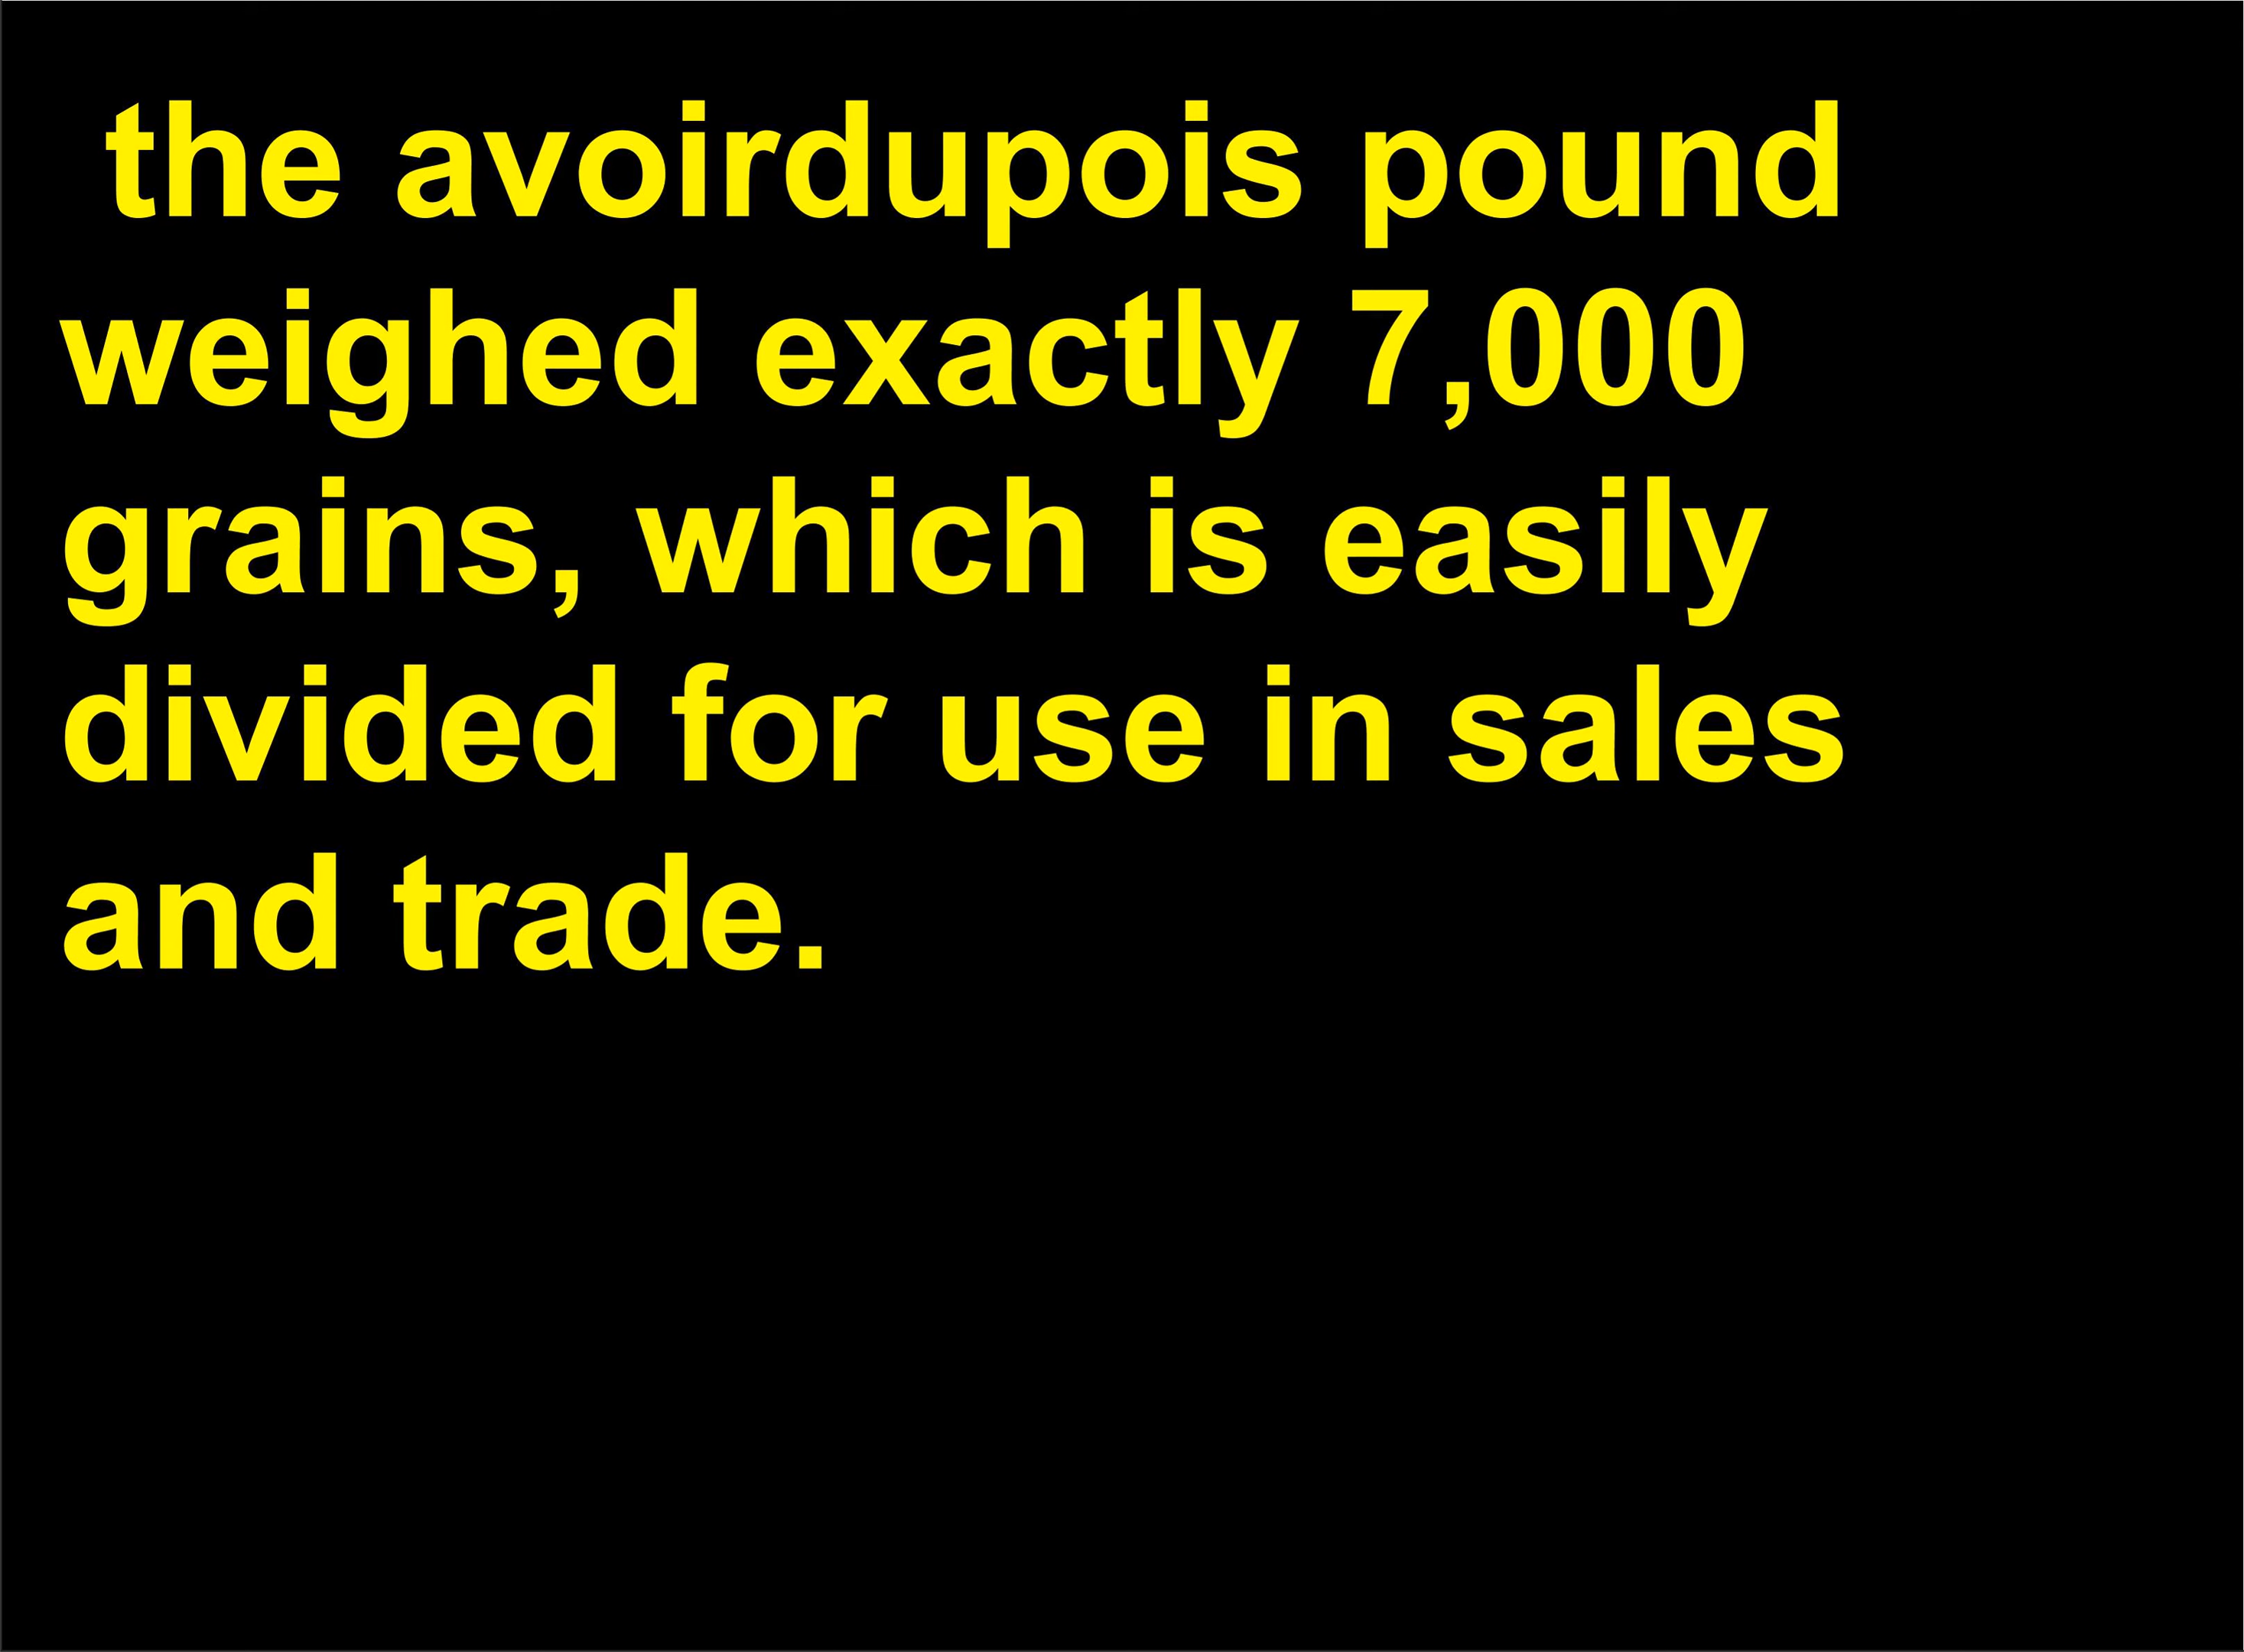 the avoirdupois pound
weighed exactly 7,000
grains, which is easily
divided for use in sales
and trade.